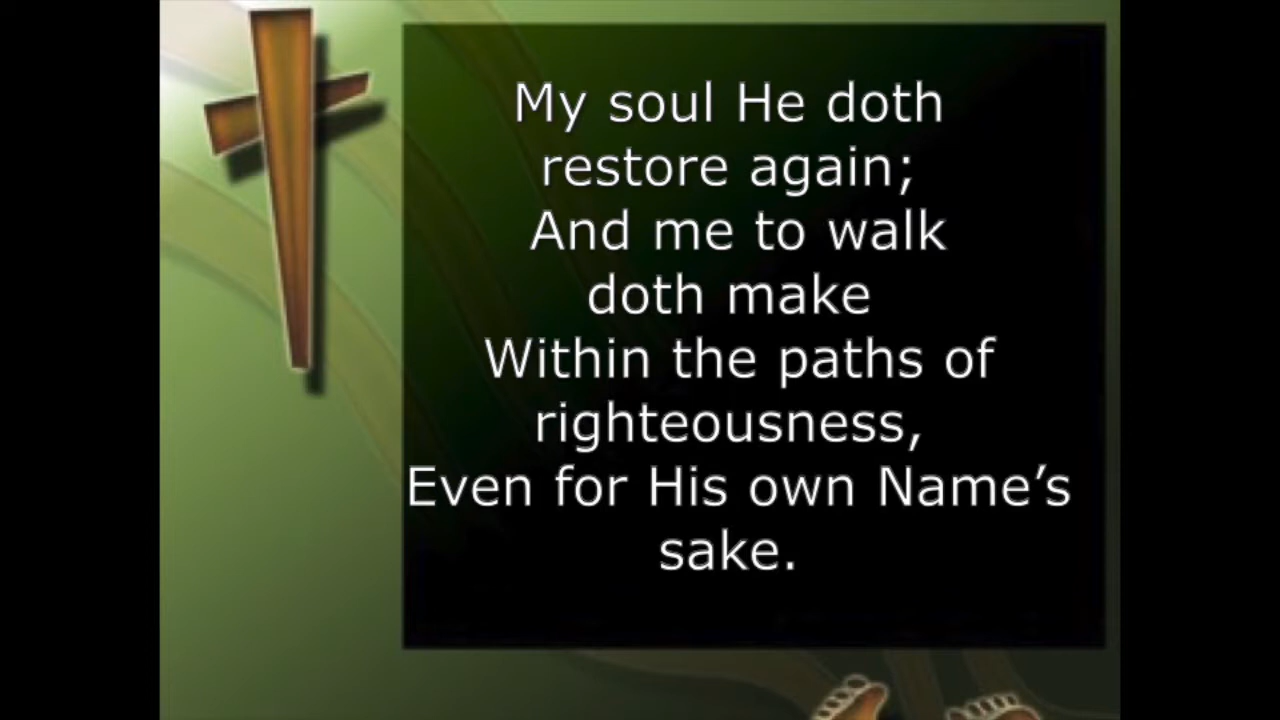 My soul He doth
restore again;
And me to walk
doth make
Within the paths of
righteousness,
Even for His own Name’s
sake.